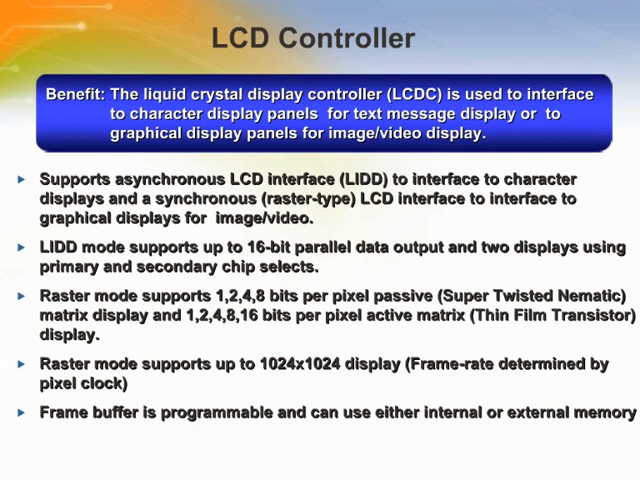 LCD Controller
Benefit: The liquid crystal display controller (LCDC) is used to interface
to character display panels for text message display or to
graphical display panels for image/video display.
Supports asynchronous LCD interface (LIDD) to interface to character
displays and a synchronous (raster-type) LCD interface to interface to
graphical displays for image/video.
LIDD mode supports up to 16-bit parallel data output and two displays using
primary and secondary chip selects.
Raster mode supports 1,2,4,8 bits per pixel passive (Super Twisted Nematic)
matrix display and 1,2,4,8,16 bits per pixel active matrix (Thin Film Transistor)
display.
Raster mode supports up to 1024x1024 display (Frame-rate determined by
pixel clock)
Frame buffer is programmable and can use either internal or external memory